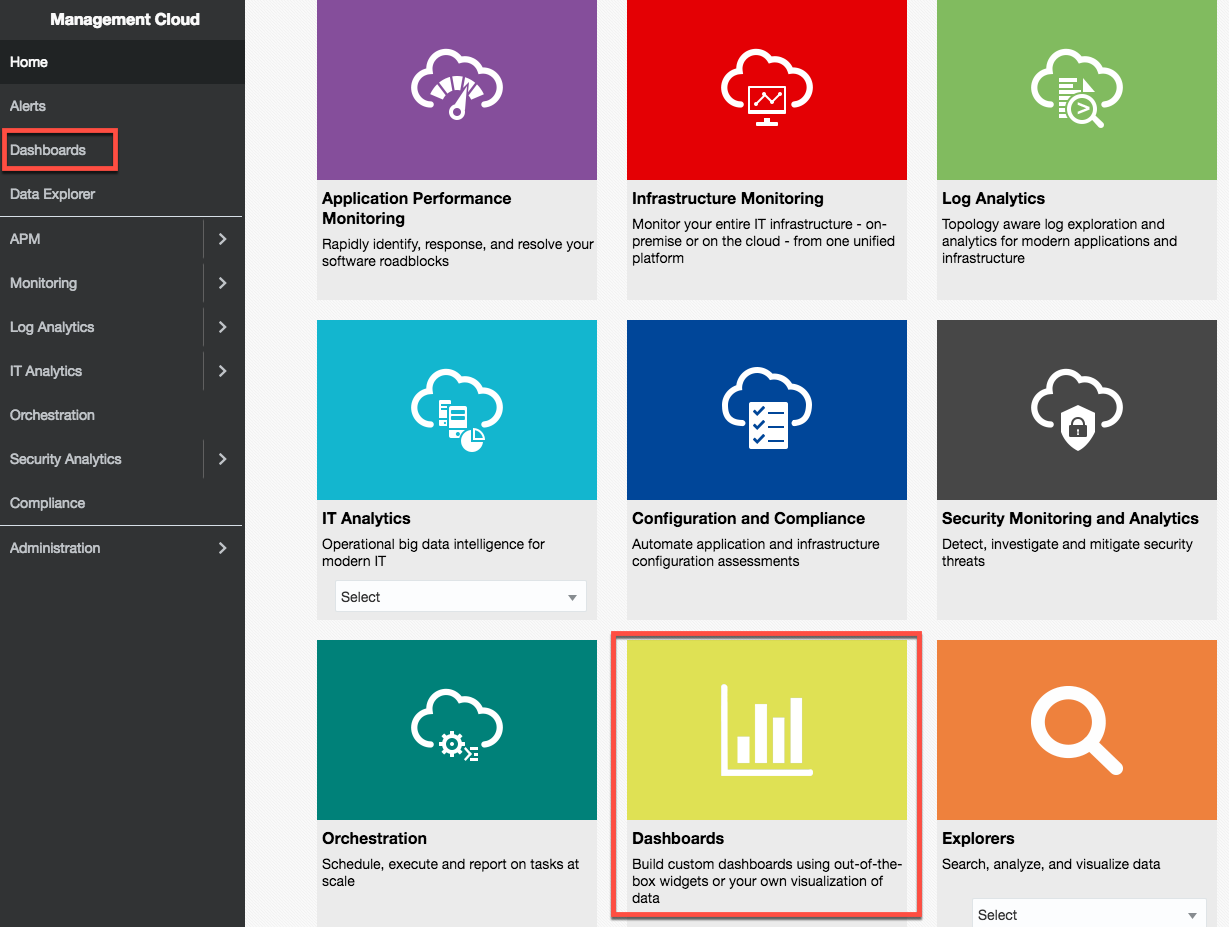 Management Cloud
Home
Alerts
Dashboards
Data Explorer
APM
Monitoring
Log Analytics
IT Analytics
Orchestration
Security Analytics
Compliance
Administration
Application Performance
Monitoring
Rapidly identify, response, and resolve your
software roadblocks
Infrastructure Monitoring
Monitor your entire IT infrastructure - on-
premise or on the cloud - from one unified
platform
Log Analytics
Topology aware log exploration and
analytics for modern applications and
infrastructure
IT Analytics
Operational big data intelligence for
modern IT
Select
Configuration and Compliance
Automate application and infrastructure
configuration assessments
Security Monitoring and Analytics
Detect, investigate and mitigate security
threats
Orchestration
Schedule, execute and report on tasks at
scale
Dashboards
Build custom dashboards using out-of-the-
box widgets or your own visualization of
data
Explorers
Search, analyze, and visualize data
Select